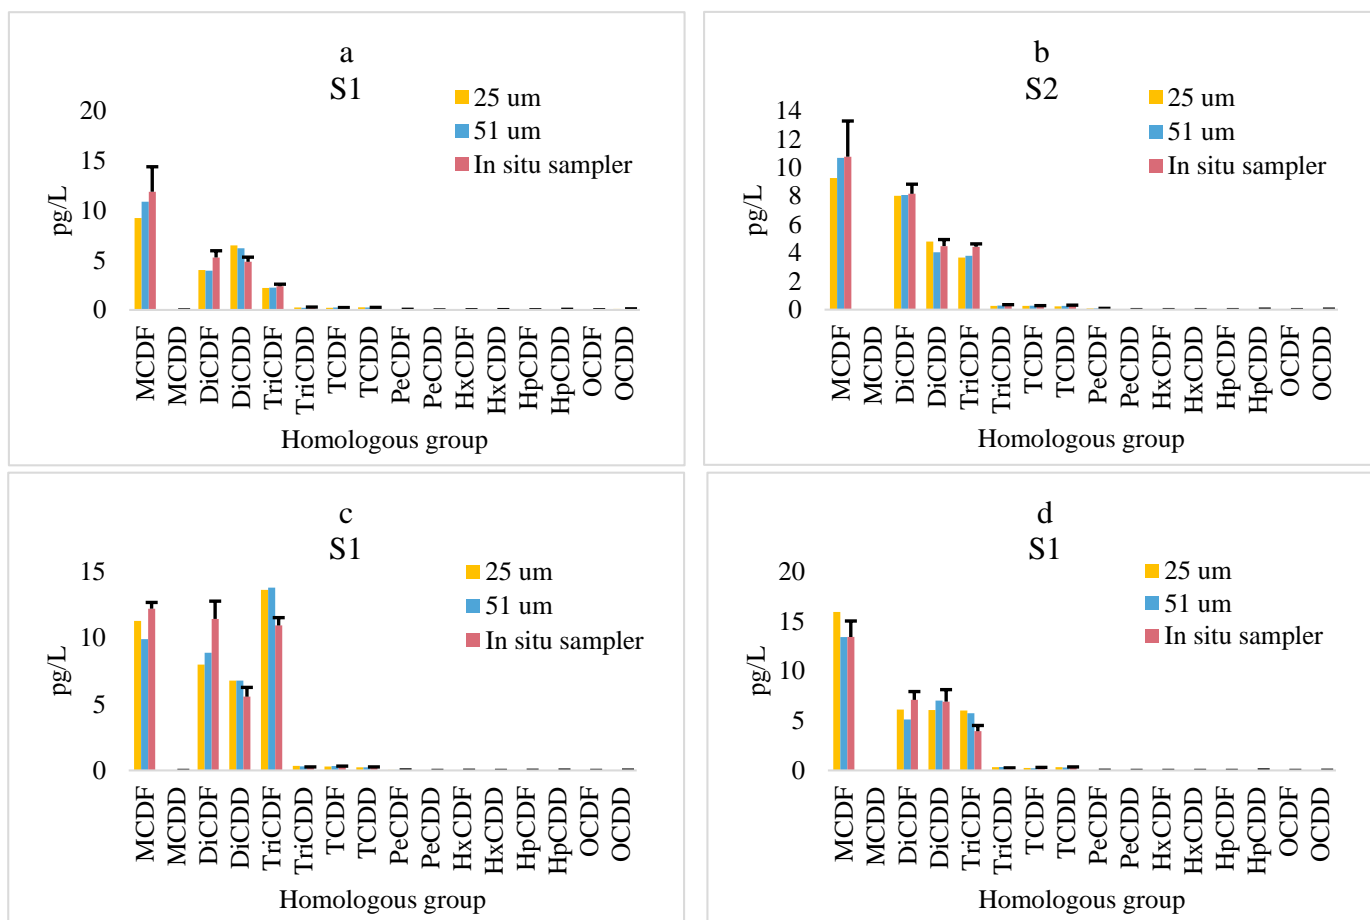 a
S1
20
15
10
5
0
pg/L
25 um
51 um
In situ sampler
MCDF
MCDD
DiCDF
DiCDD
TriCDF
TriCDD
TCDF
TCDD
PeCDF
PeCDD
HxCDF
HxCDD
HpCDF
HpCDD
OCDF
OCDD
Homologous group
b
S2
14
12
10
8
6
4
2
0
pg/L
25 um
51 um
In situ sampler
MCDF
MCDD
DiCDF
DiCDD
TriCDF
TriCDD
TCDF
TCDD
PeCDF
PeCDD
HxCDF
HxCDD
HpCDF
HpCDD
OCDF
OCDD
Homologous group
c
S1
15
10
5
0
pg/L
25 um
51 um
In situ sampler
MCDF
MCDD
DiCDF
DiCDD
TriCDF
TriCDD
TCDF
TCDD
PeCDF
PeCDD
HxCDF
HxCDD
HpCDF
HpCDD
OCDF
OCDD
Homologous group
d
S1
20
15
10
5
0
pg/L
25 um
51 um
In situ sampler
MCDF
MCDD
DiCDF
DiCDD
TriCDF
TriCDD
TCDF
TCDD
PeCDF
PeCDD
HxCDF
HxCDD
HpCDF
HpCDD
OCDF
OCDD
Homologous group